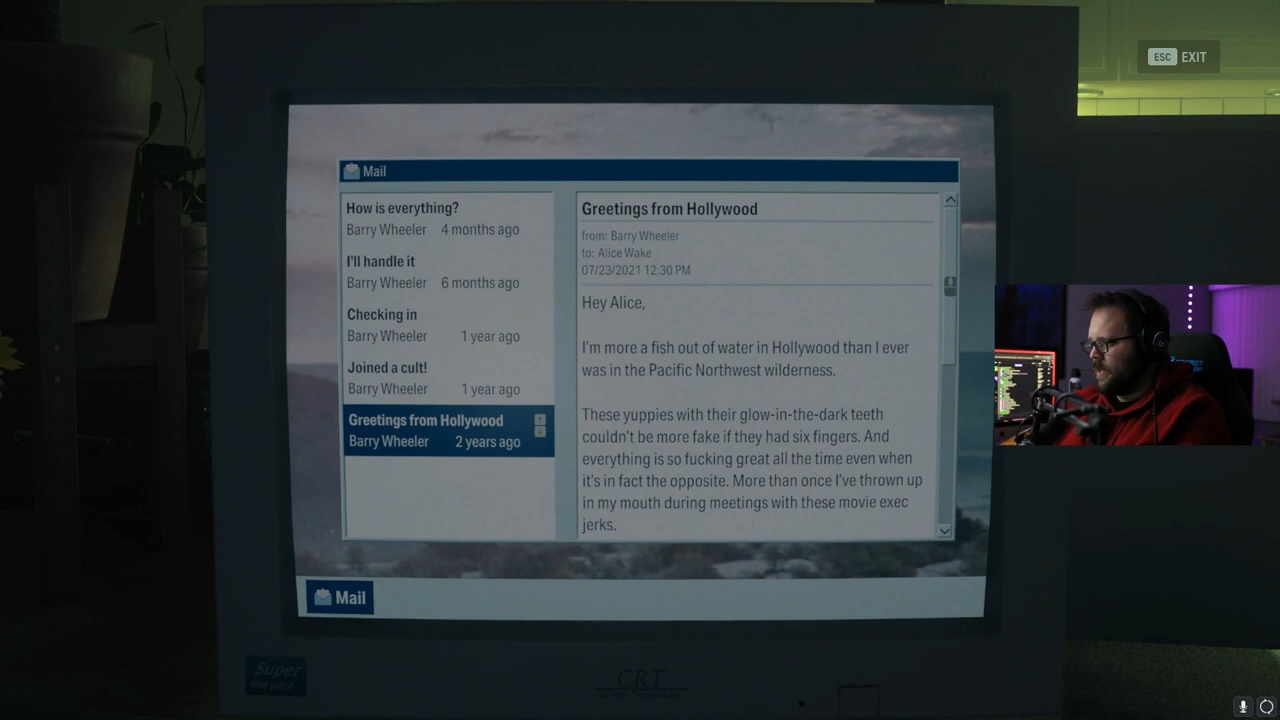 ESC EXIT
Mail
How is everything?
Barry Wheeler 4 months ago
I'll handle it
Barry Wheeler 6 months ago
Checking in
Barry Wheeler 1 year ago
Joined a cult!
Barry Wheeler 1 year ago
Greetings from Hollywood
Barry Wheeler 2 years ago
Greetings from Hollywood
from: Barry Wheeler
to: Alice Wake
07/23/2021 12:30 PM
Hey Alice,
I'm more a fish out of water in Hollywood than I ever
was in the Pacific Northwest wilderness.
These yuppies with their glow-in-the-dark teeth
couldn't be more fake if they had six fingers. And
everything is so fucking great all the time even when
it's in fact the opposite. More than once I've thrown up
in my mouth during meetings with these movie exec
jerks.
Mail
Super
fine pitch
CRT
Screen Technology